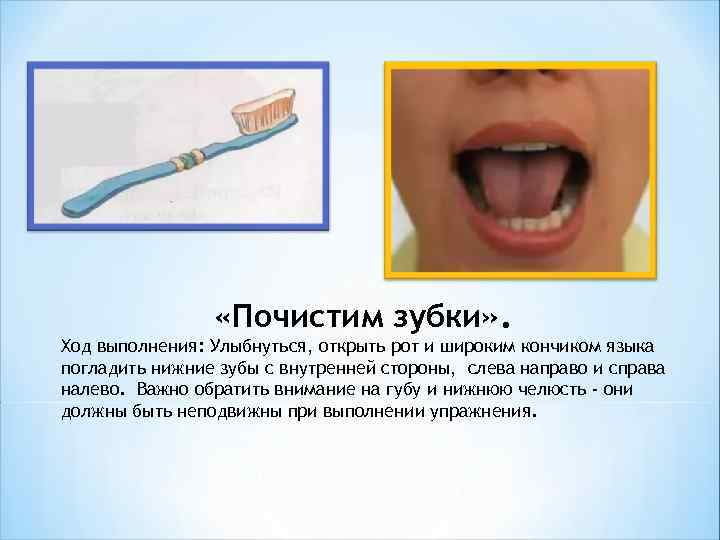 «Почистим зубки».
Ход выполнения: Улыбнуться, открыть рот и широким кончиком языка
погладить нижние зубы с внутренней стороны, слева направо и справа
налево. Важно обратить внимание на губу и нижнюю челюсть - они
должны быть неподвижны при выполнении упражнения.